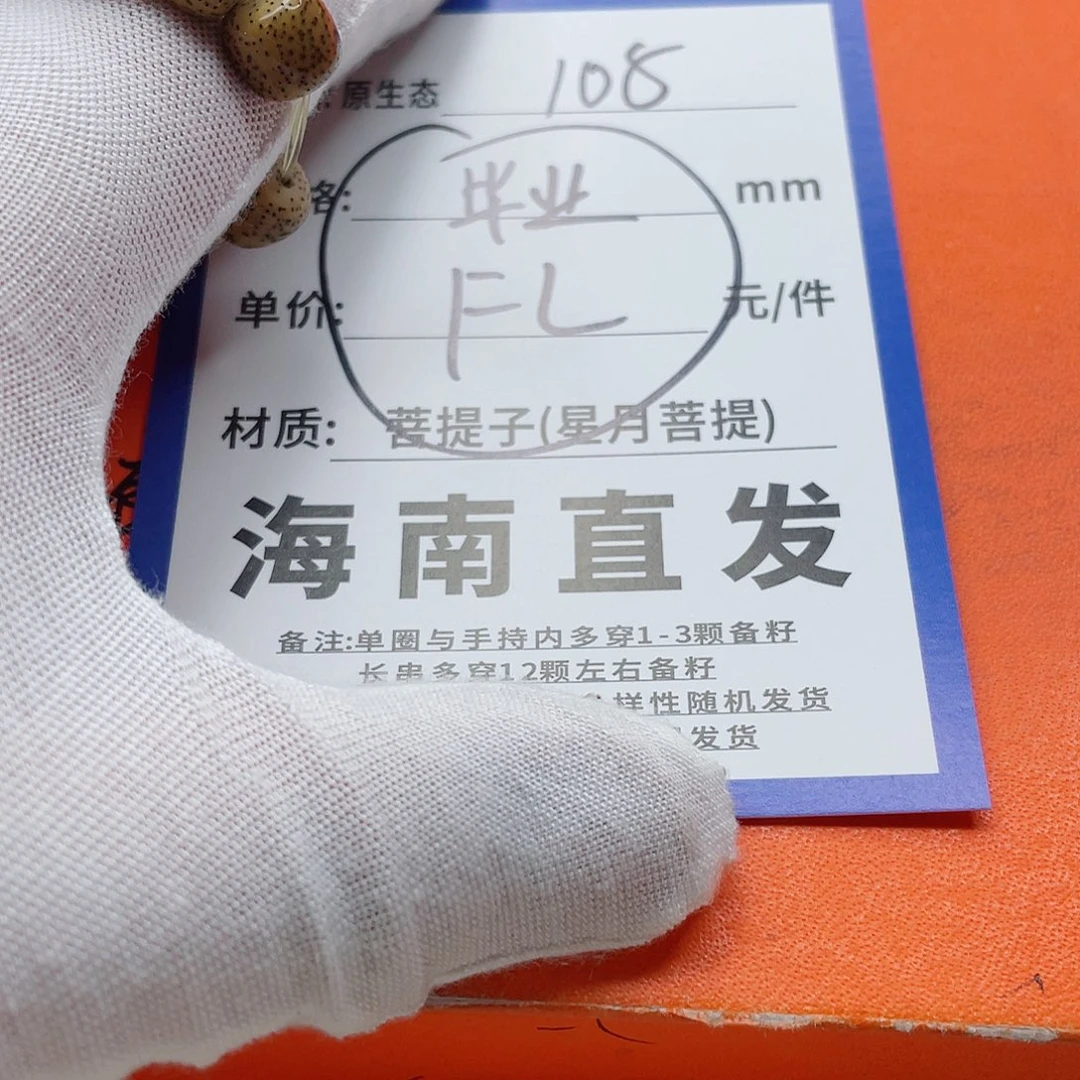 原生态 108
格: 毕业 mm
单价: FL 元/件
材质: 菩提子(星月菩提)
海南直发
备注:单圈与手持内多穿1-3颗备籽
长串多穿12颗左右备籽
样性随机发货
发货